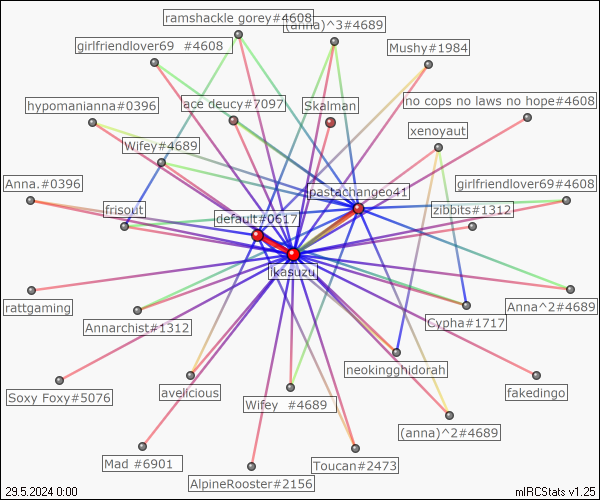 ramshackle gorey#4608
(anna)^3#4689
girlfriendlover69  #4608
Mushy#1984
hypomanianna#0396
ace deucy#7097
Skalman
no cops no laws no hope#4608
xenoyaut
Wifey#4689
Anna.#0396
pastachangeo41
girlfriendlover69#4608
frisout
default#0617
zibbits#1312
ikasuzu
rattgaming
Annarchist#1312
Cypha#1717
Anna^2#4689
neokingghidorah
Soxy Foxy#5076
avelicious
Wifey  #4689
fakedingo
(anna)^2#4689
Mad #6901
AlpineRooster#2156
Toucan#2473
29.5.2024 0:00
mIRCStats v1.25